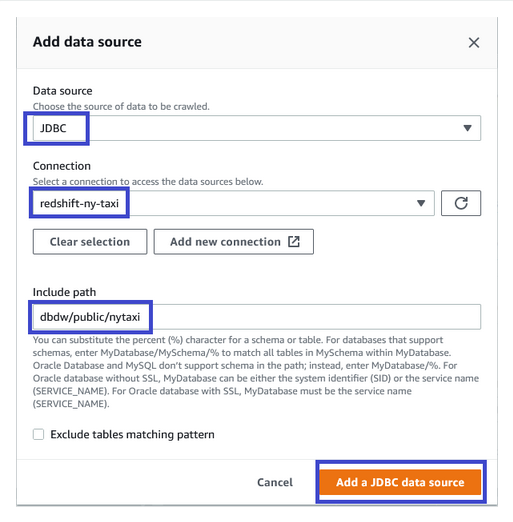 Add data source
Data source
Choose the source of data to be crawled.
JDBC
Connection
Select a connection to access the data sources below.
redshift-ny-taxi
Clear selection
Add new connection
Include path
dbdw/public/nytaxi
You can substitute the percent (%) character for a schema or table. For databases that support
schemas, enter MyDatabase/MySchema/% to match all tables in MySchema within MyDatabase.
Oracle Database and MySQL don't support schema in the path; instead, enter MyDatabase/%. For
Oracle database without SSL, MyDatabase can be either the system identifier (SID) or the service name
(SERVICE_NAME). For Oracle database with SSL, MyDatabase must be the service name
(SERVICE_NAME).
Exclude tables matching pattern
Cancel
Add a JDBC data source